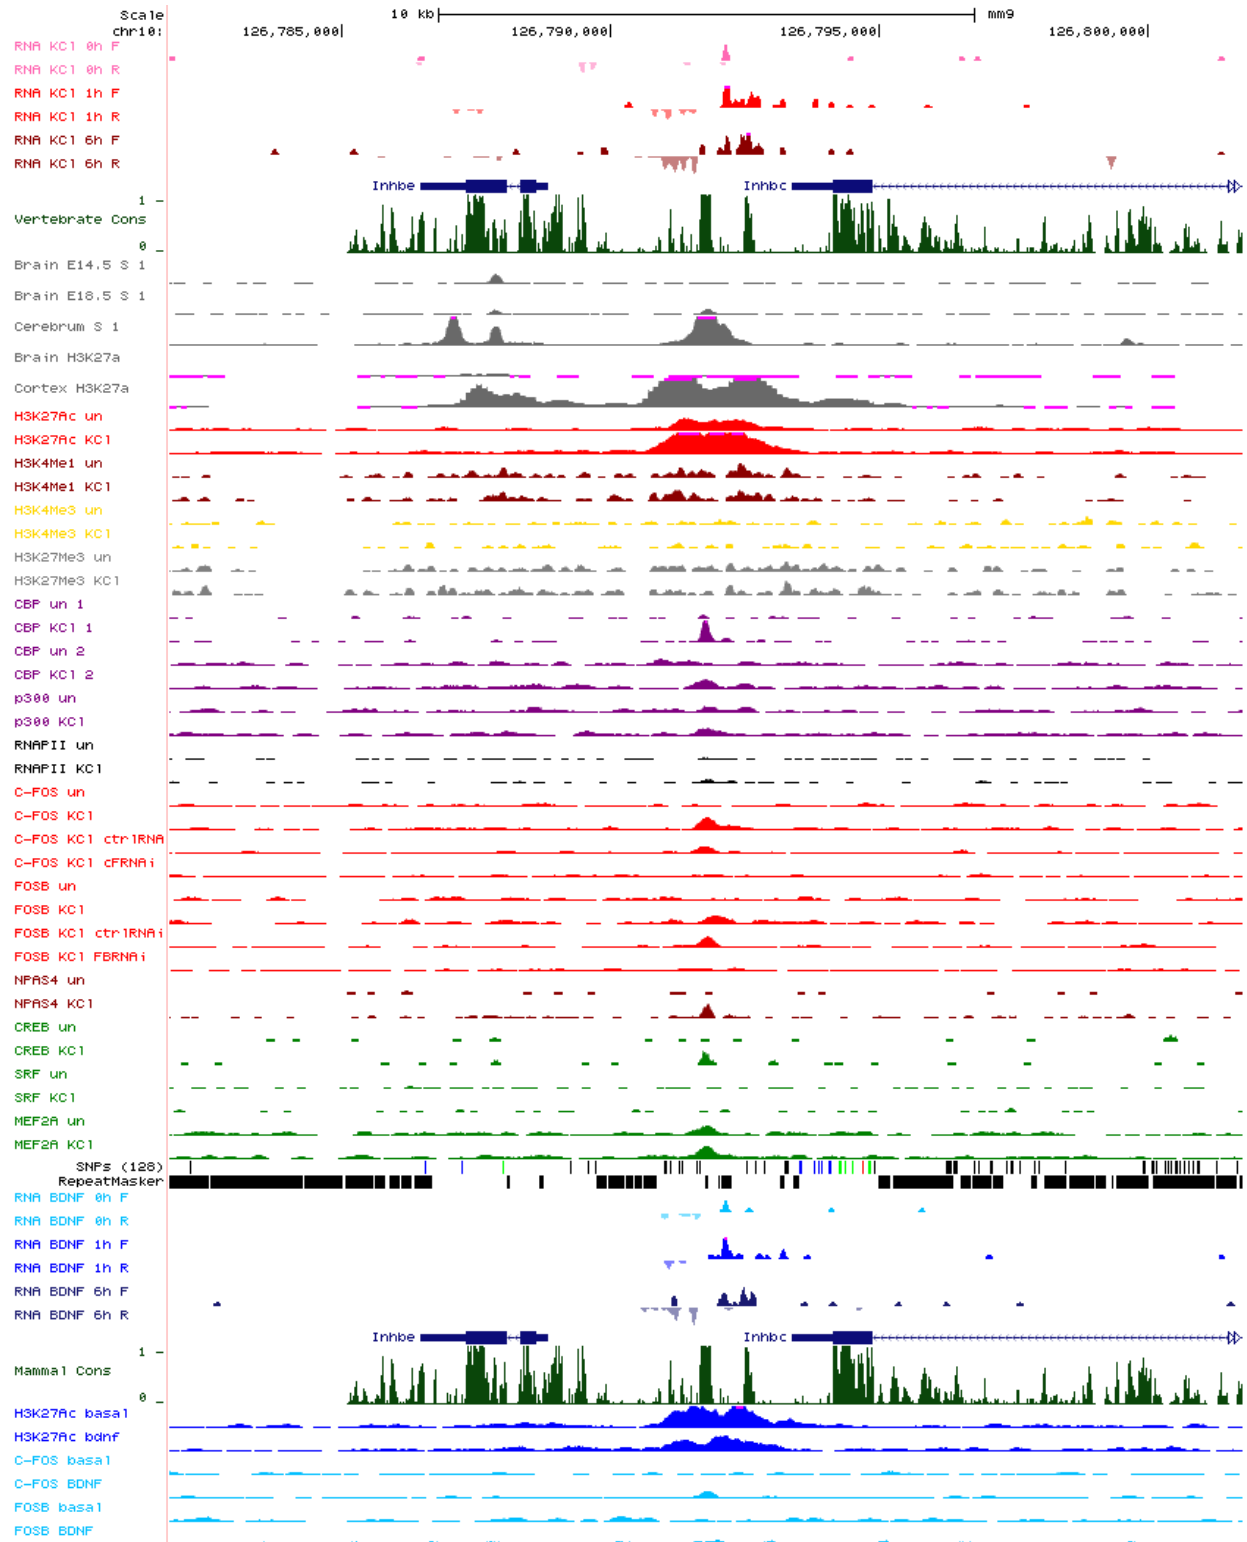 Scale 10 kb mm9
chr10: 126,785,000 126,790,000 126,795,000 126,800,000
RNA KCl 0h F
RNA KCl 0h R
RNA KCl 1h F
RNA KCl 1h R
RNA KCl 6h F
RNA KCl 6h R
Inhbe Inhbc
1
Vertebrate Cons
0
Brain E14.5 S 1
Brain E18.5 S 1
Cerebrum S 1
Brain H3K27a
Cortex H3K27a
H3K27Ac un
H3K27Ac KCl
H3K4Me1 un
H3K4Me1 KCl
H3K4Me3 un
H3K4Me3 KCl
H3K27Me3 un
H3K27Me3 KCl
CBP un 1
CBP KCl 1
CBP un 2
CBP KCl 2
p300 un
p300 KCl
RNAPII un
RNAPII KCl
C-FOS un
C-FOS KCl
C-FOS KCl ctrlRNA
C-FOS KCl cFRNAi
FOSB un
FOSB KCl
FOSB KCl ctrlRNAi
FOSB KCl FBRNAi
NPAS4 un
NPAS4 KCl
CREB un
CREB KCl
SRF un
SRF KCl
MEF2A un
MEF2A KCl
SNPs (128)
RepeatMasker
RNA BDNF 0h F
RNA BDNF 0h R
RNA BDNF 1h F
RNA BDNF 1h R
RNA BDNF 6h F
RNA BDNF 6h R
Inhbe Inhbc
1
Mammal Cons
0
H3K27Ac basal
H3K27Ac bdnf
C-FOS basal
C-FOS BDNF
FOSB basal
FOSB BDNF